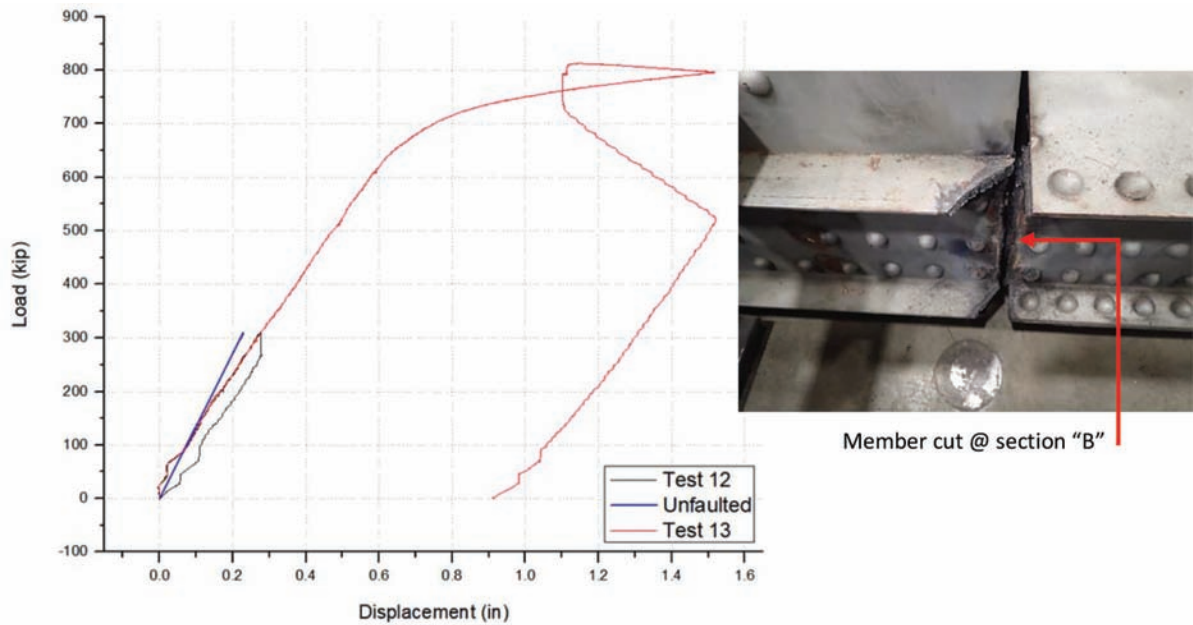 900
800
700
600
500
400
300
200
100
0
-100
Load (kip)
0.0 0.2 0.4 0.6 0.8 1.0 1.2 1.4 1.6
Displacement (in)
Test 12
Unfaulted
Test 13
Member cut @ section “B”